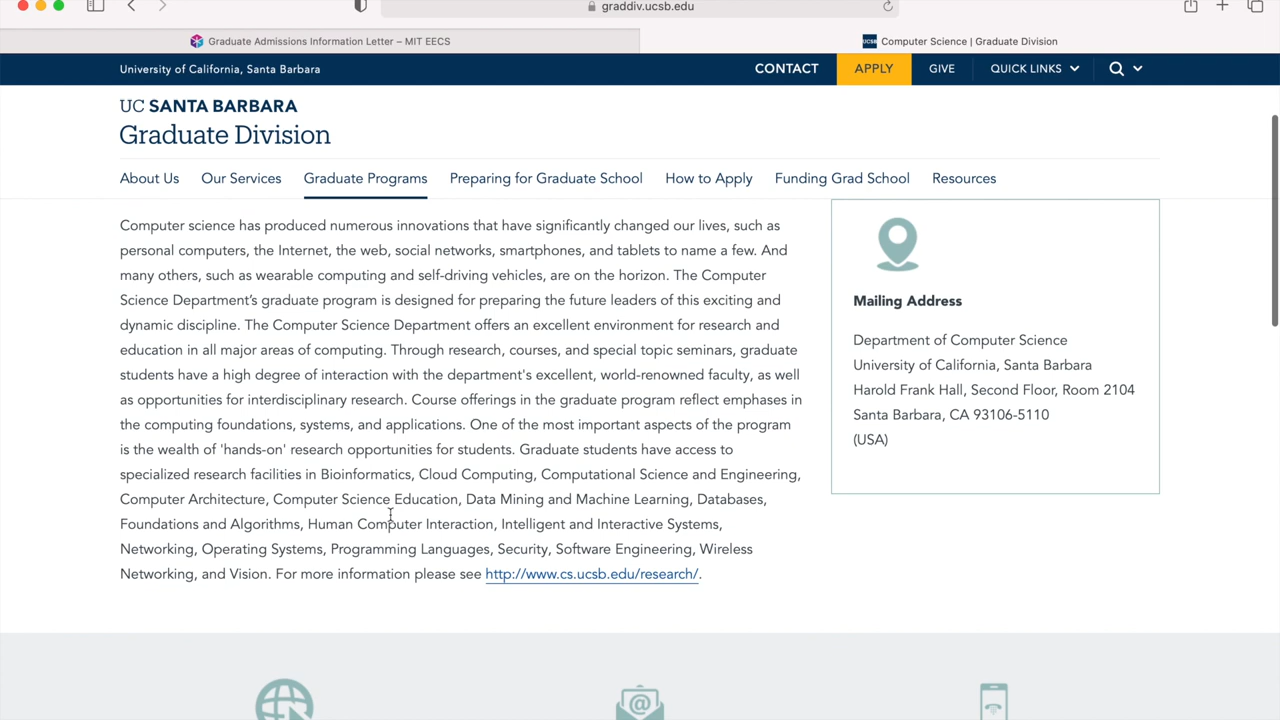 graddiv.ucsb.edu
Graduate Admissions Information Letter – MIT EECS
UCSB Computer Science | Graduate Division
University of California, Santa Barbara
CONTACT APPLY GIVE QUICK LINKS
UC SANTA BARBARA
Graduate Division
About Us Our Services Graduate Programs Preparing for Graduate School How to Apply Funding Grad School Resources
Computer science has produced numerous innovations that have significantly changed our lives, such as
personal computers, the Internet, the web, social networks, smartphones, and tablets to name a few. And
many others, such as wearable computing and self-driving vehicles, are on the horizon. The Computer
Science Department's graduate program is designed for preparing the future leaders of this exciting and
dynamic discipline. The Computer Science Department offers an excellent environment for research and
education in all major areas of computing. Through research, courses, and special topic seminars, graduate
students have a high degree of interaction with the department's excellent, world-renowned faculty, as well
as opportunities for interdisciplinary research. Course offerings in the graduate program reflect emphases in
the computing foundations, systems, and applications. One of the most important aspects of the program
is the wealth of 'hands-on' research opportunities for students. Graduate students have access to
specialized research facilities in Bioinformatics, Cloud Computing, Computational Science and Engineering,
Computer Architecture, Computer Science Education, Data Mining and Machine Learning, Databases,
Foundations and Algorithms, Human Computer Interaction, Intelligent and Interactive Systems,
Networking, Operating Systems, Programming Languages, Security, Software Engineering, Wireless
Networking, and Vision. For more information please see http://www.cs.ucsb.edu/research/.
Mailing Address
Department of Computer Science
University of California, Santa Barbara
Harold Frank Hall, Second Floor, Room 2104
Santa Barbara, CA 93106-5110
(USA)